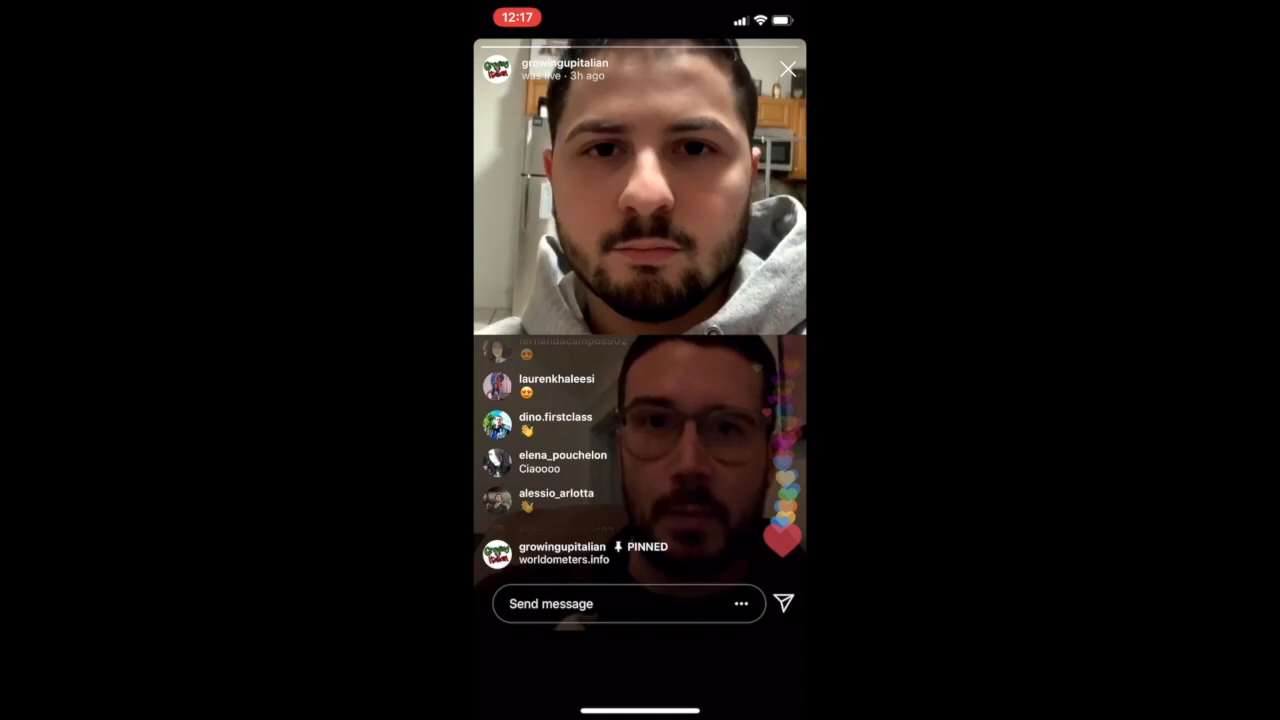 12:17
growingupitalian
was live · 3h ago
fernandacampos902
😍
laurenkhaleesi
😍
dino.firstclass
👋
elena_pouchelon
Ciaoooo
alessio_arlotta
👋
growingupitalian PINNED
worldometers.info
Send message